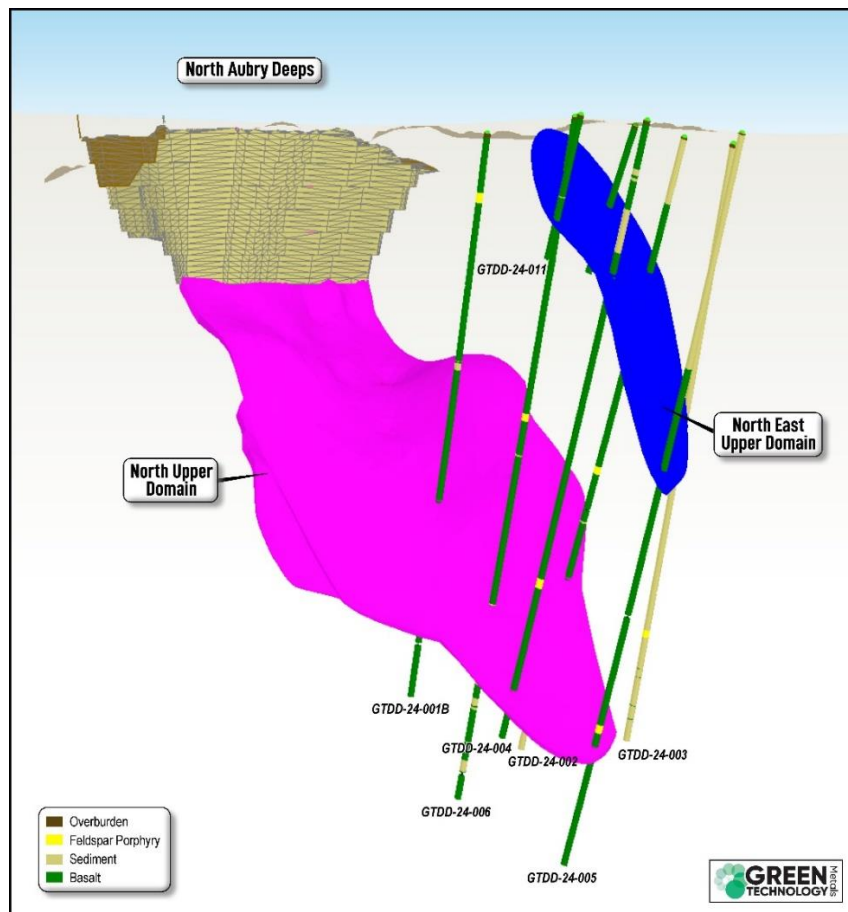 North Aubry Deeps
GTDD-24-011
North East
Upper Domain
North Upper
Domain
GTDD-24-001B
GTDD-24-004
GTDD-24-002
GTDD-24-003
GTDD-24-006
GTDD-24-005
Overburden
Feldspar Porphyry
Sediment
Basalt
GREEN
TECHNOLOGY
Metals